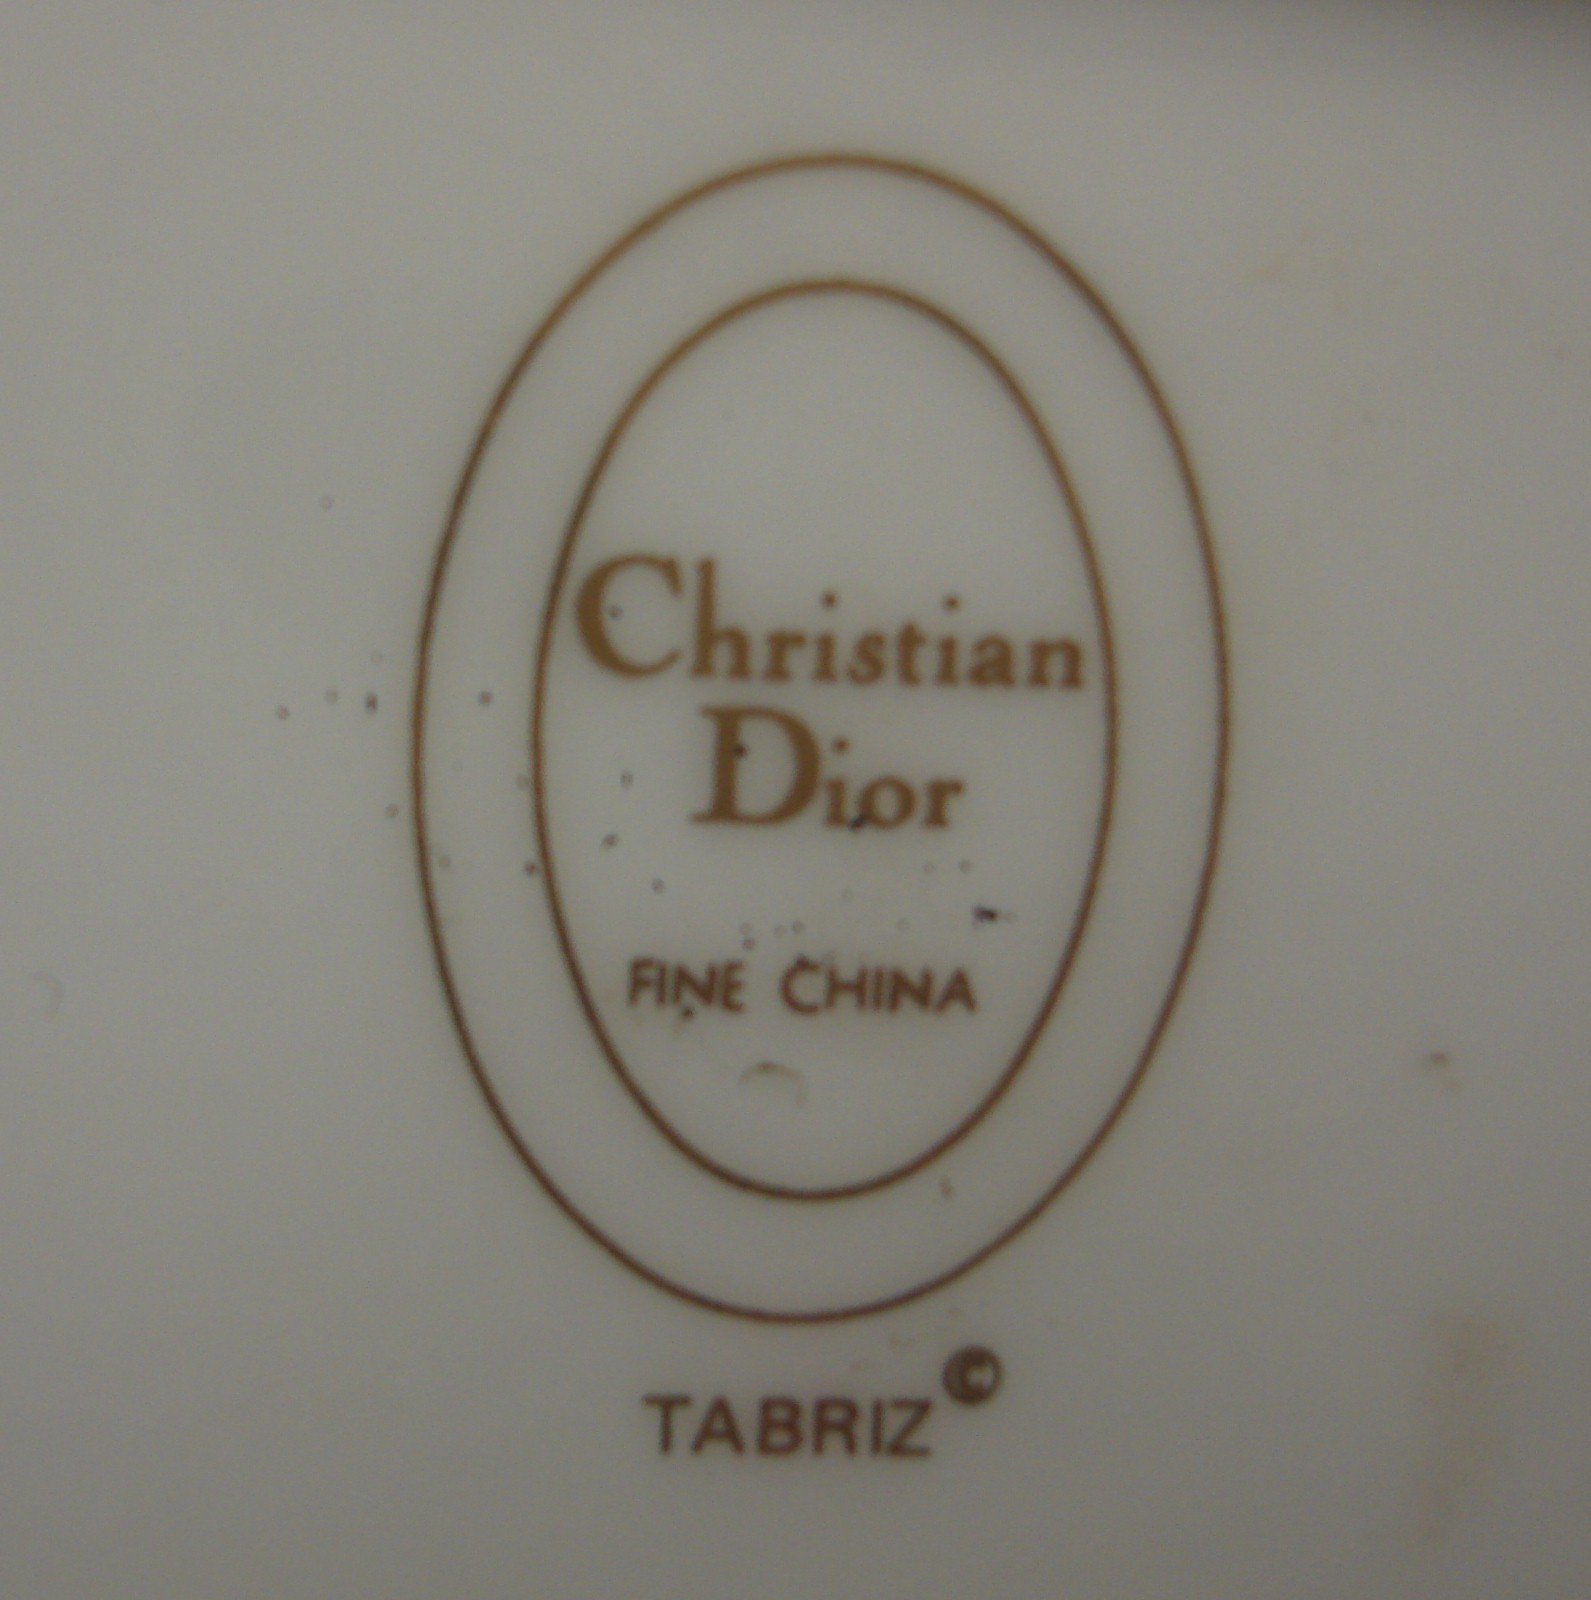 Christian
Dior
FINE CHINA
TABRIZ©